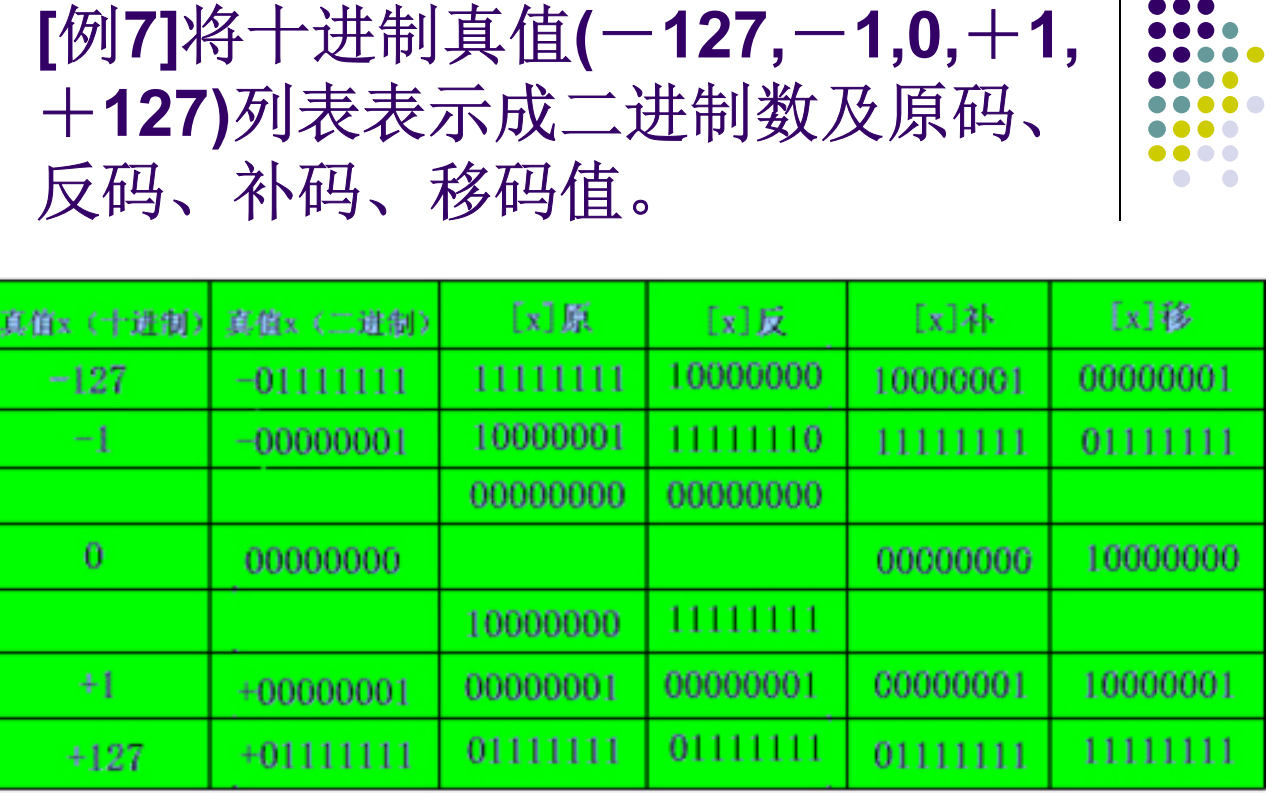 [例7]将十进制真值(－127,－1,0,＋1,
＋127)列表表示成二进制数及原码、
反码、补码、移码值。
真值x（十进制） 真值x（二进制） [x]原 [x]反 [x]补 [x]移
-127 -01111111 11111111 10000000 10000001 00000001
-1 -00000001 10000001 11111110 11111111 01111111
00000000 00000000
0 00000000 00000000 10000000
10000000 11111111
+1 +00000001 00000001 00000001 00000001 10000001
+127 +01111111 01111111 01111111 01111111 11111111